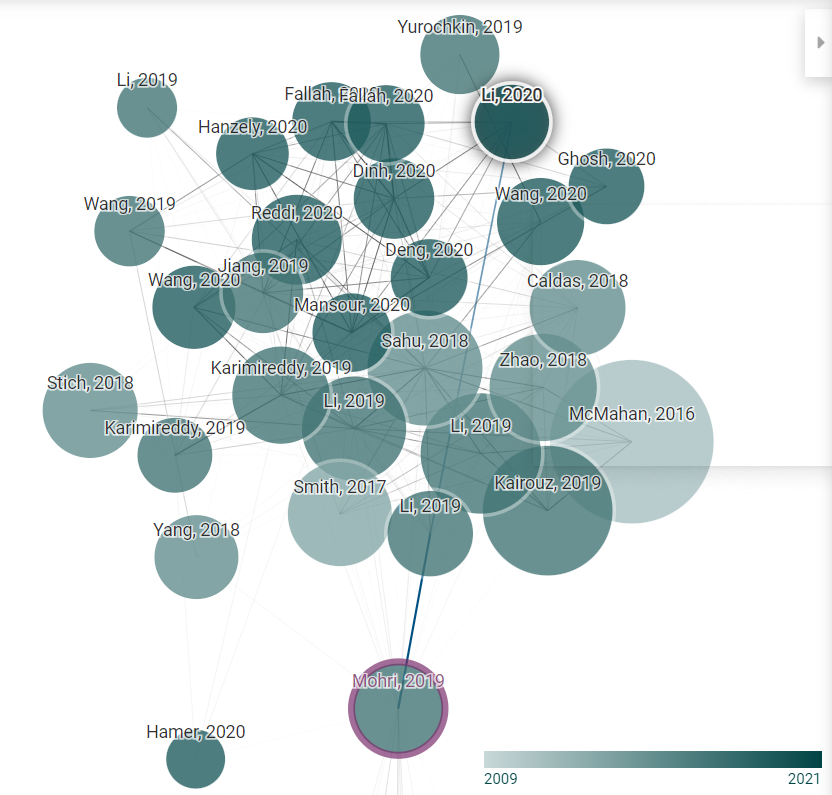 Yurochkin, 2019
Li, 2019
Fallah, 2020
Fallah, 2020
Li, 2020
Hanzely, 2020
Ghosh, 2020
Dinh, 2020
Wang, 2020
Wang, 2019
Reddi, 2020
Deng, 2020
Jiang, 2019
Wang, 2020
Caldas, 2018
Mansour, 2020
Sahu, 2018
Zhao, 2018
Karimireddy, 2019
Stich, 2018
Li, 2019
McMahan, 2016
Karimireddy, 2019
Li, 2019
Smith, 2017
Kairouz, 2019
Li, 2019
Yang, 2018
Mohri, 2019
Hamer, 2020
2009
2021